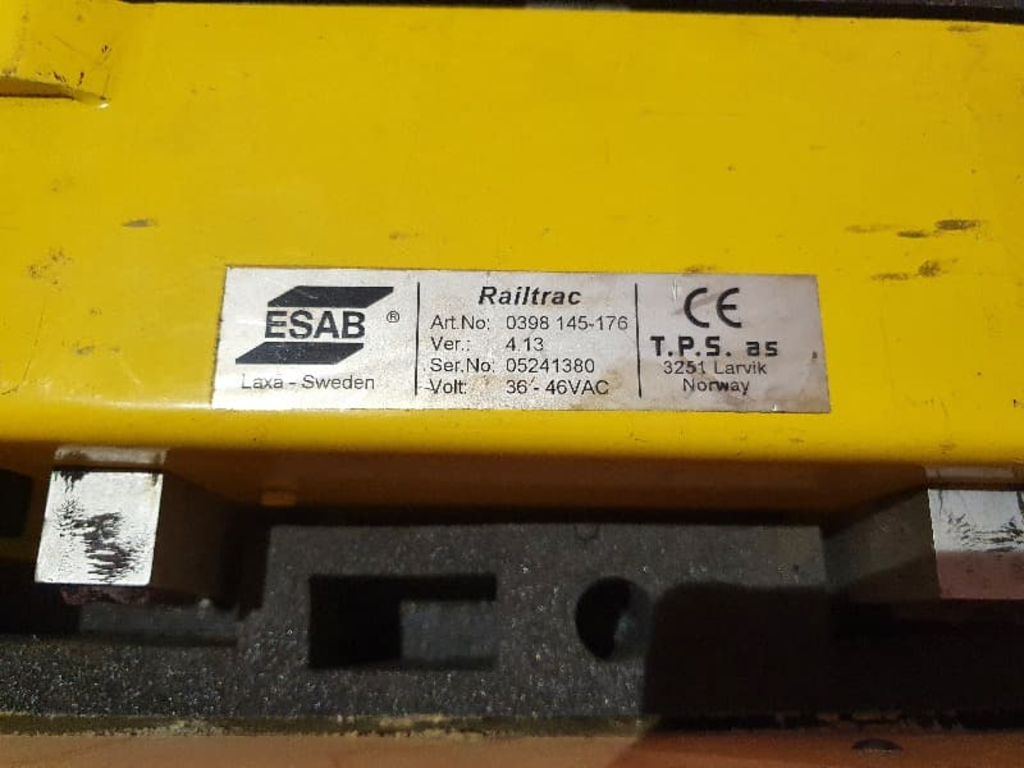 ESAB ®
Laxa - Sweden
Railtrac
Art.No: 0398 145-176
Ver.: 4.13
Ser.No: 05241380
Volt: 36 - 46VAC
CE
T.P.S. as
3251 Larvik
Norway